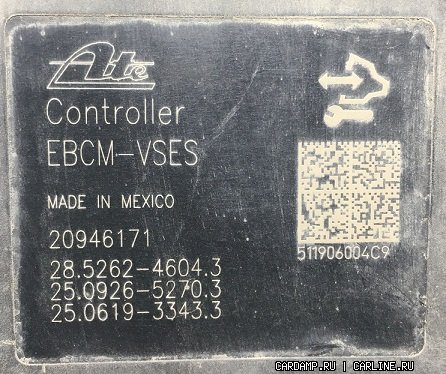 Ate
Controller
EBCM-VSES
MADE IN MEXICO
20946171
28.5262-4604.3
25.0926-5270.3
25.0619-3343.3
511906004C9
CARDAMP.RU | CARLINE.RU